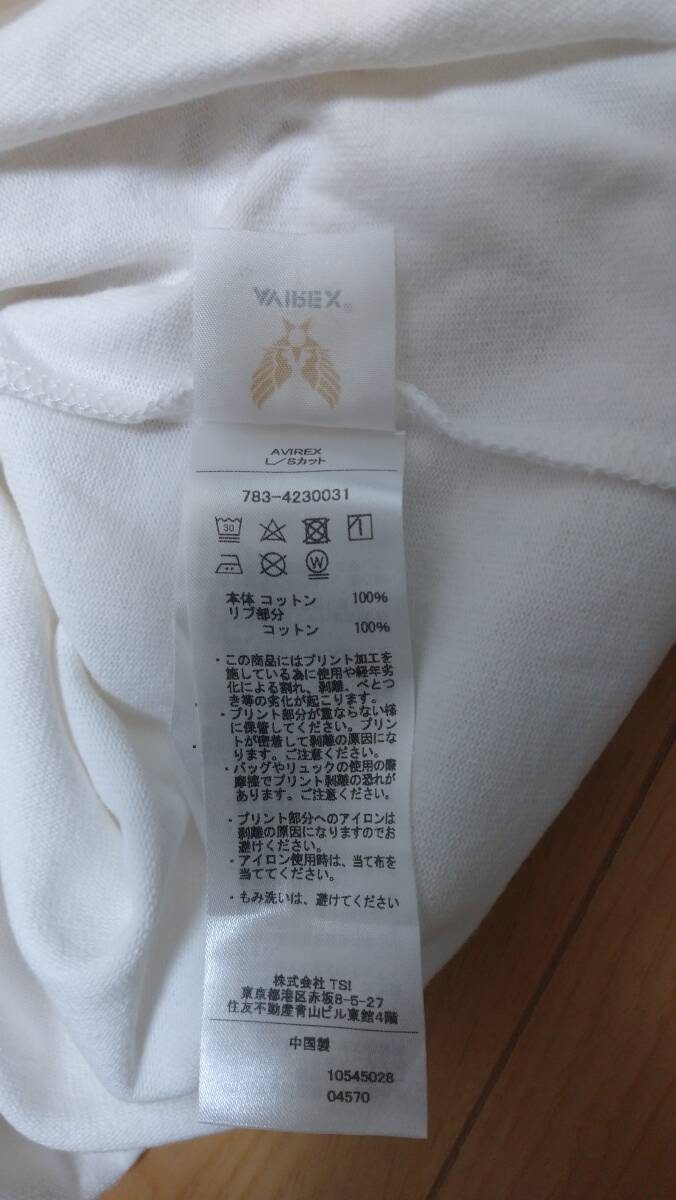 AVIREX®
AVIREX
L/Sカット
783-4230031
30
W
本体 コットン 100%
リブ部分
コットン 100%
・この商品にはプリント加工を
施している為に使用や経年劣
化による割れ、剥離、べとつ
き等の劣化が起こります。
・プリント部分が重ならない様
に保管してください。プリン
トが密着して剥離の原因にな
ります。ご注意ください。
・バッグやリュックの使用の際
摩擦でプリント剥離の恐れが
あります。ご注意ください。
・プリント部分へのアイロンは
剥離の原因になりますのでお
避けください。
・アイロン使用時は、当て布を
当ててください。
・もみ洗いは、避けてください
株式会社 TSI
東京都港区赤坂8-5-27
住友不動産青山ビル東館4階
中国製
10545028
04570